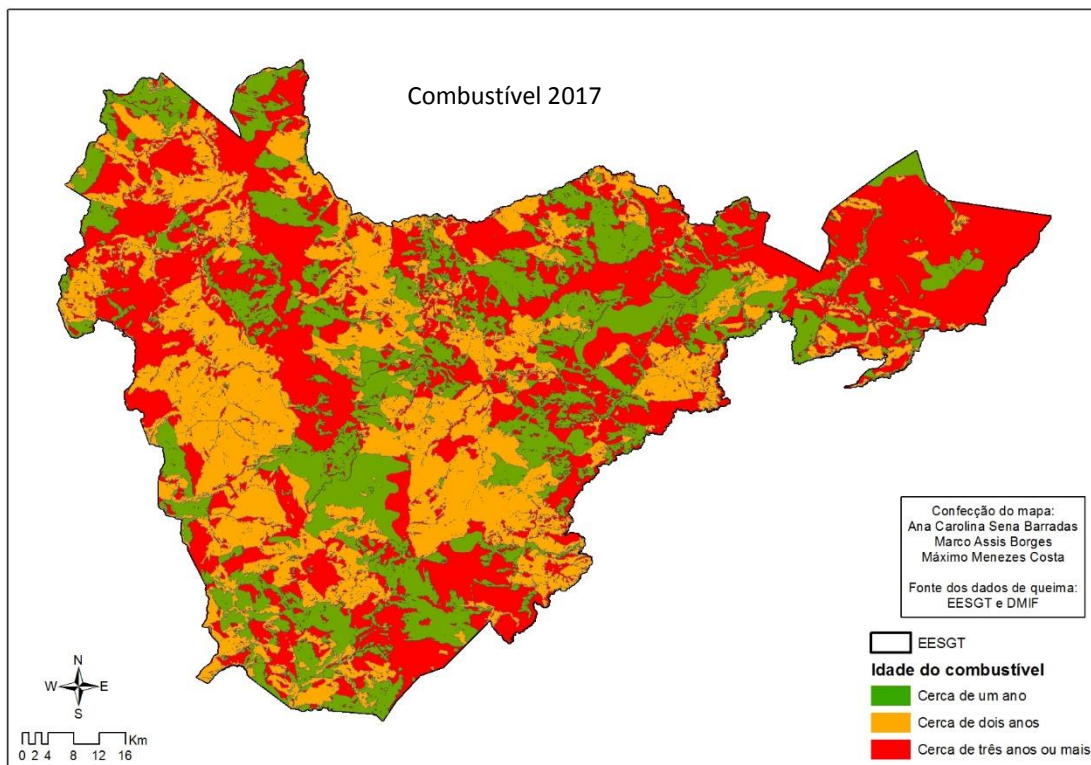 Combustível 2017
Confecção do mapa:
Ana Carolina Sena Barradas
Marco Assis Borges
Máximo Menezes Costa
Fonte dos dados de queima:
EESGT e DMIF
EESGT
Idade do combustível
Cerca de um ano
Cerca de dois anos
Cerca de três anos ou mais
N
W E
S
Km
0 2 4 8 12 16